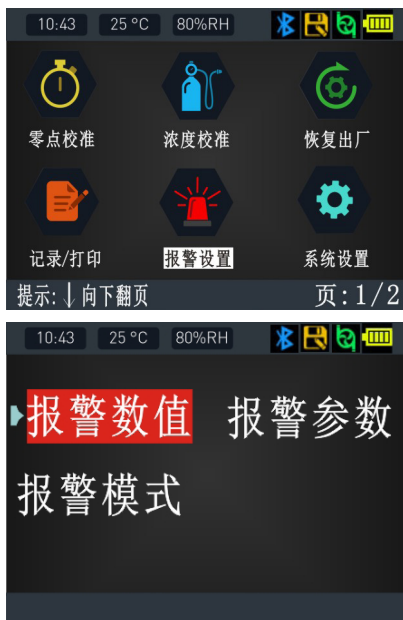 10:43 25°C 80%RH
零点校准 浓度校准 恢复出厂
记录/打印 报警设置 系统设置
提示:↓向下翻页 页:1/2
10:43 25°C 80%RH
报警数值 报警参数
报警模式